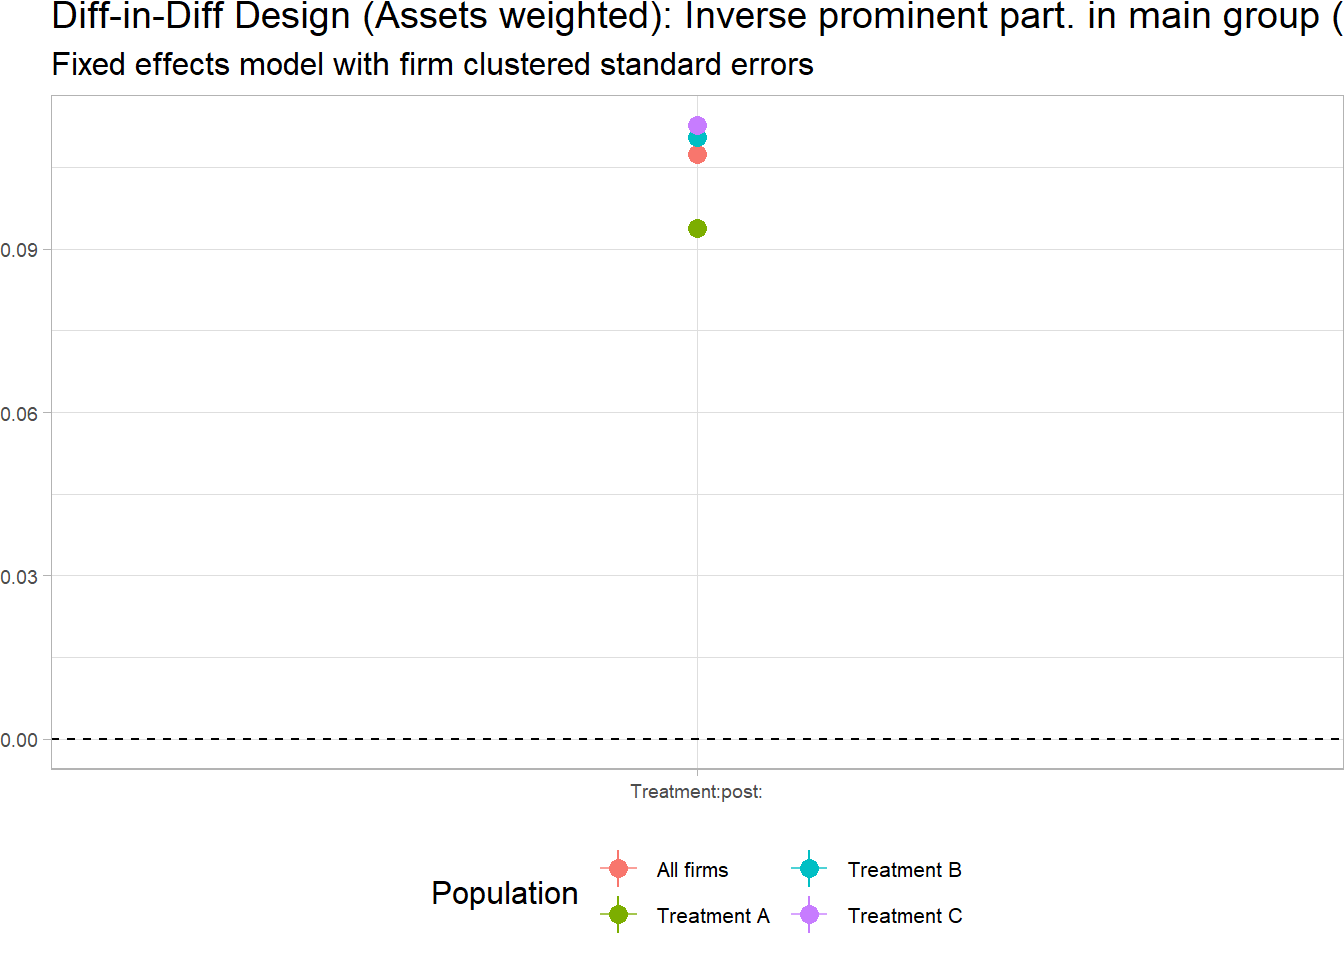 Diff-in-Diff Design (Assets weighted): Inverse prominent part. in main group (
Fixed effects model with firm clustered standard errors
0.09
0.06
0.03
0.00
Treatment:post:
Population
All firms
Treatment B
Treatment A
Treatment C